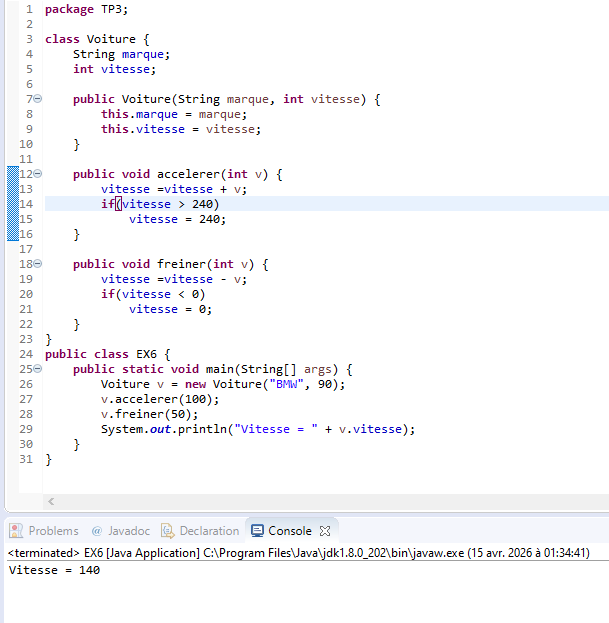 1 package TP3;
2
3 class Voiture {
4     String marque;
5     int vitesse;
6
7     public Voiture(String marque, int vitesse) {
8         this.marque = marque;
9         this.vitesse = vitesse;
10     }
11
12     public void accelerer(int v) {
13         vitesse =vitesse + v;
14         if(vitesse > 240)
15             vitesse = 240;
16     }
17
18     public void freiner(int v) {
19         vitesse =vitesse - v;
20         if(vitesse < 0)
21             vitesse = 0;
22     }
23 }
24 public class EX6 {
25     public static void main(String[] args) {
26         Voiture v = new Voiture("BMW", 90);
27         v.accelerer(100);
28         v.freiner(50);
29         System.out.println("Vitesse = " + v.vitesse);
30     }
31 }
Problems @ Javadoc Declaration Console
<terminated> EX6 [Java Application] C:\Program Files\Java\jdk1.8.0_202\bin\javaw.exe (15 avr. 2026 à 01:34:41)
Vitesse = 140